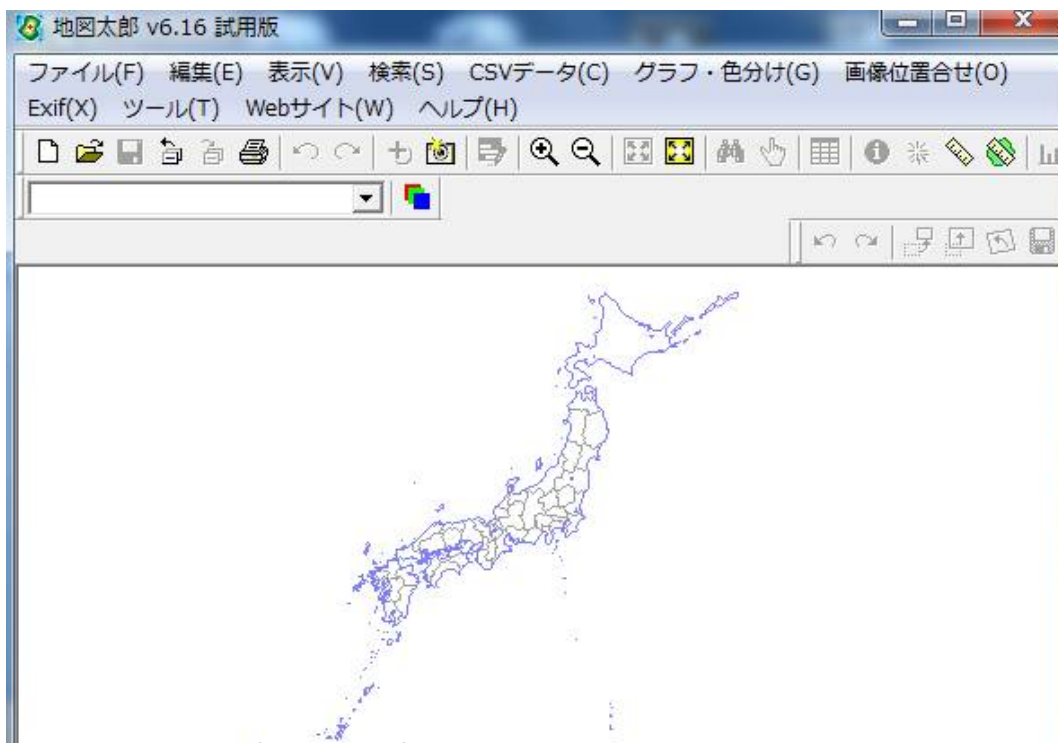 地図太郎 v6.16 試用版
ファイル(F) 編集(E) 表示(V) 検索(S) CSVデータ(C) グラフ・色分け(G) 画像位置合せ(O)
Exif(X) ツール(T) Webサイト(W) ヘルプ(H)